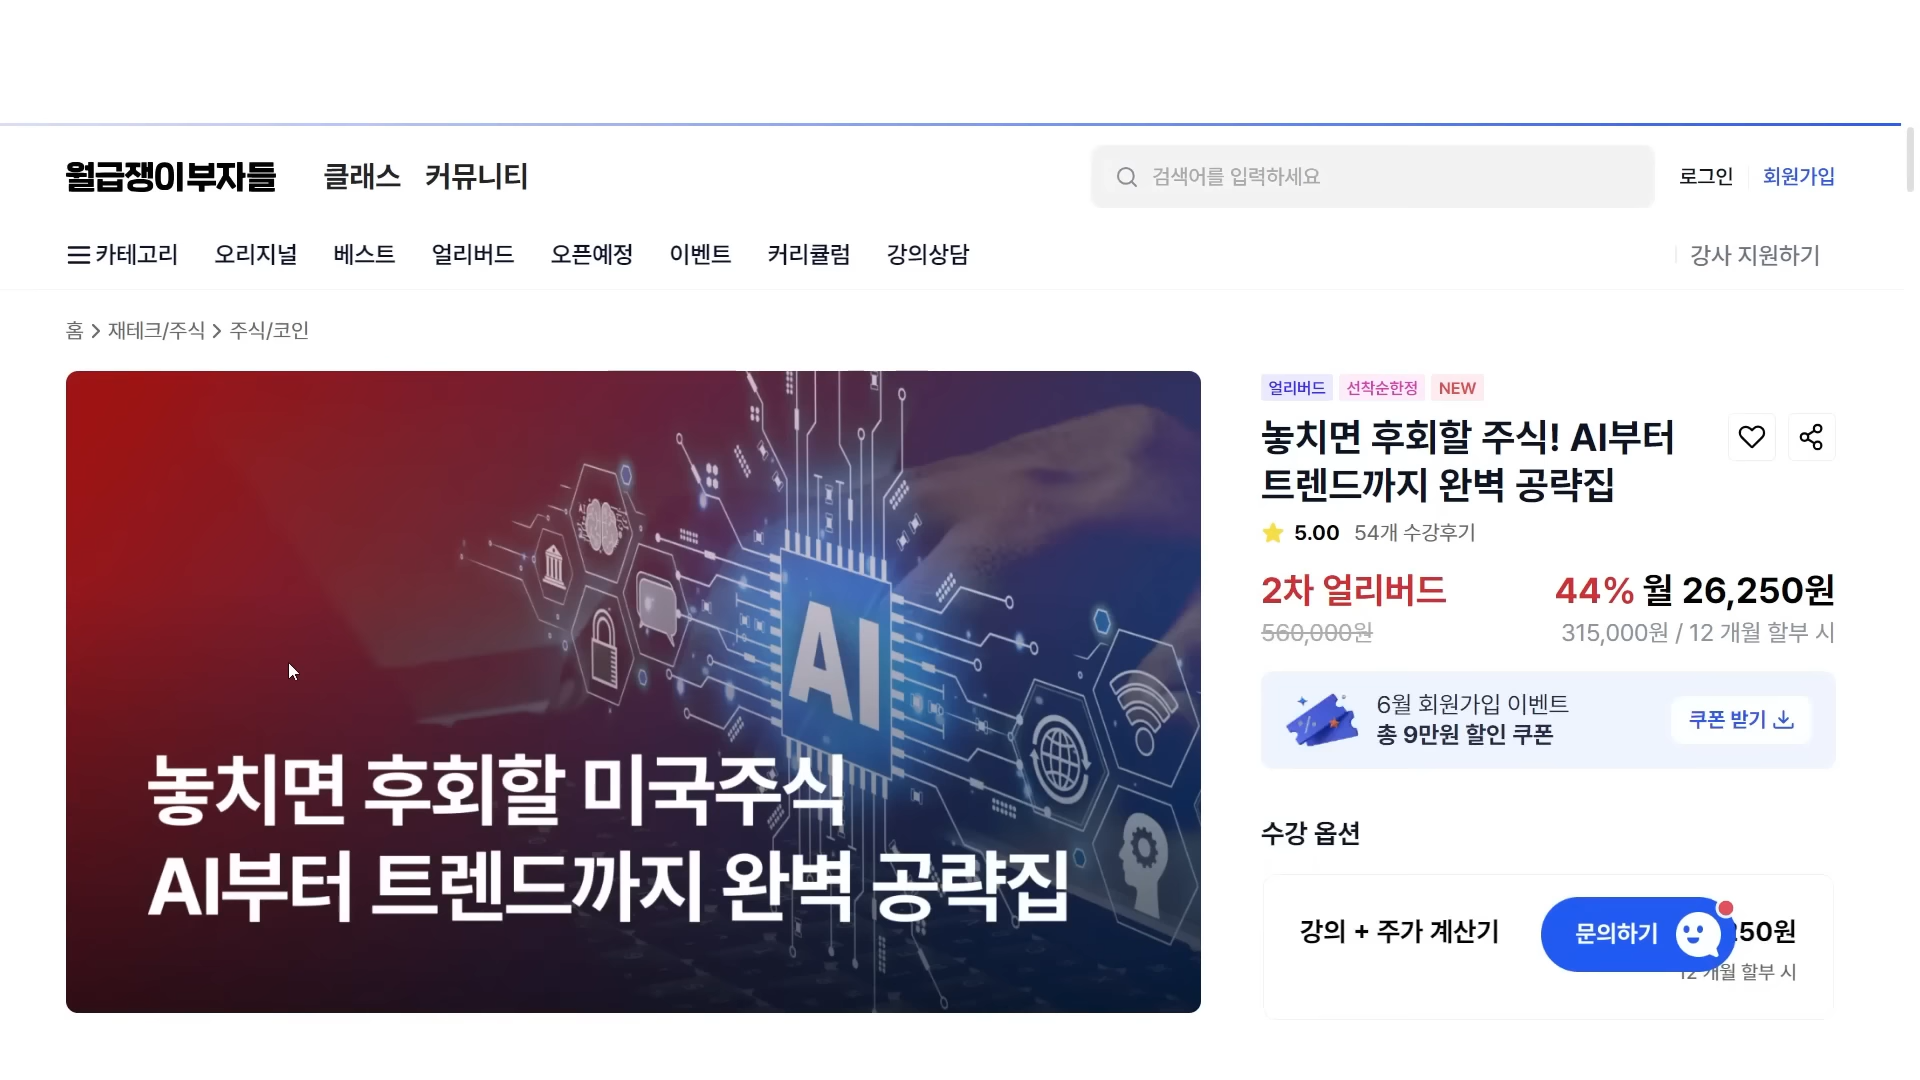 월급쟁이부자들
클래스 커뮤니티
검색어를 입력하세요
로그인 회원가입
카테고리 오리지널 베스트 얼리버드 오픈예정 이벤트 커리큘럼 강의상담
강사 지원하기
홈 > 재테크/주식 > 주식/코인
AI
놓치면 후회할 미국주식
AI부터 트렌드까지 완벽 공략집
얼리버드 선착순한정 NEW
놓치면 후회할 주식! AI부터
트렌드까지 완벽 공략집
5.00 54개 수강후기
2차 얼리버드 44% 월 26,250원
560,000원 315,000원 / 12 개월 할부 시
6월 회원가입 이벤트
총 9만원 할인 쿠폰
쿠폰 받기
수강 옵션
강의 + 주가 계산기 문의하기 50원
12 개월 할부 시